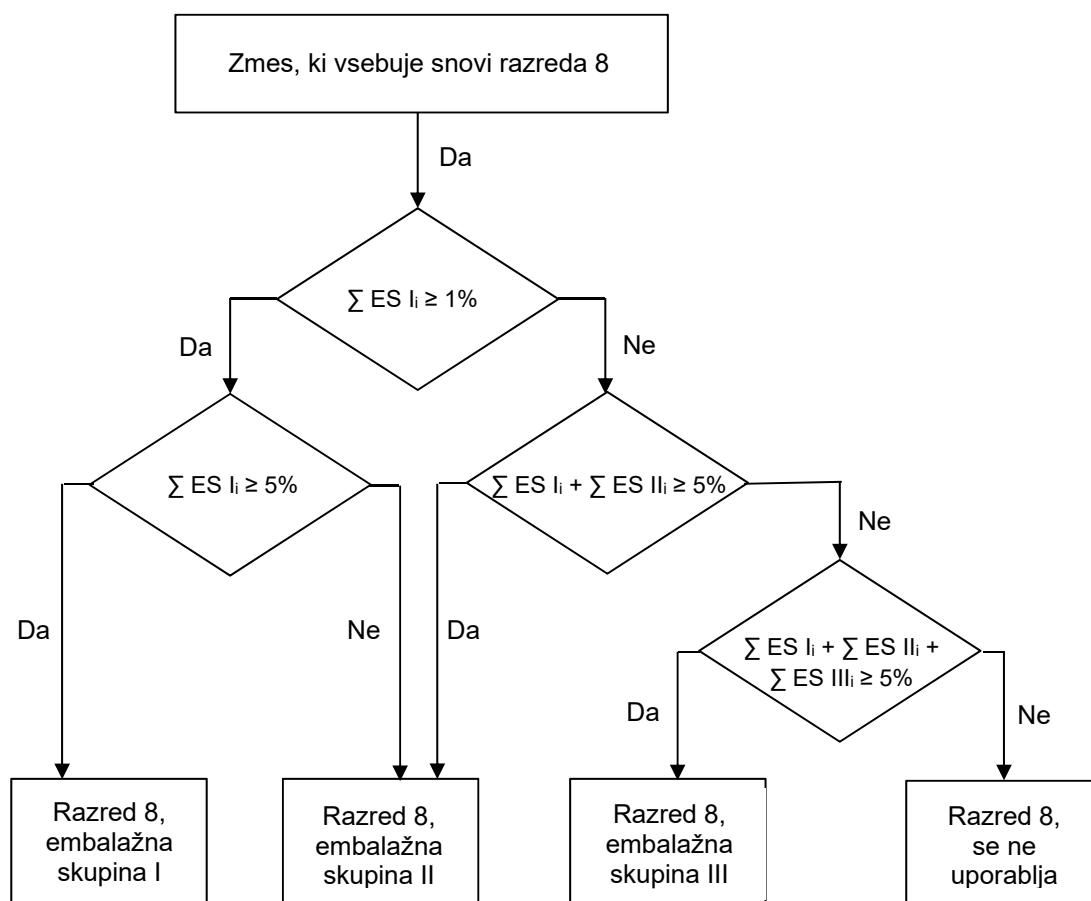 Zmes, ki vsebuje snovi razreda 8
Da
∑ ES Iᵢ ≥ 1%
Da
Ne
∑ ES Iᵢ ≥ 5%
∑ ES Iᵢ + ∑ ES IIᵢ ≥ 5%
Ne
Da
Ne
Da
∑ ES Iᵢ + ∑ ES IIᵢ +
∑ ES IIIᵢ ≥ 5%
Da
Ne
Razred 8,
embalažna
skupina I
Razred 8,
embalažna
skupina II
Razred 8,
embalažna
skupina III
Razred 8,
se ne
uporablja